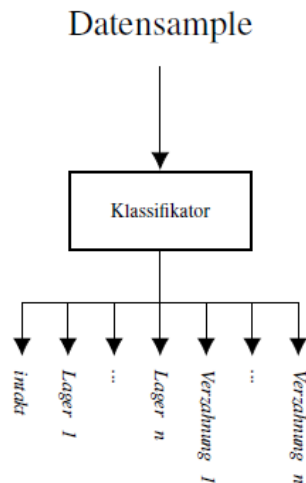 Datensample
Klassifikator
intakt
Lager 1
...
Lager n
Verzahnung 1
...
Verzahnung n